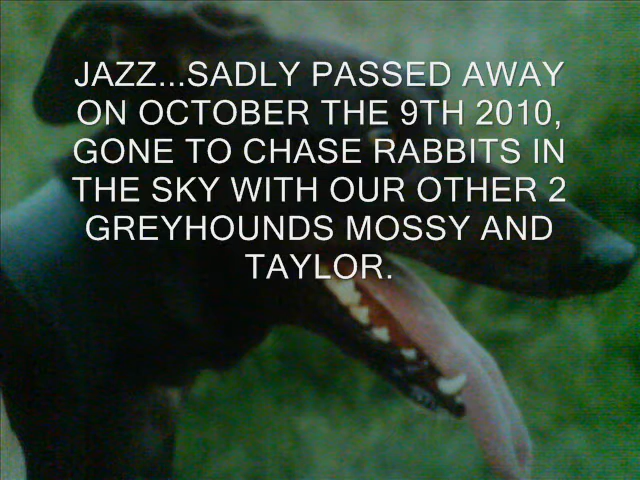 JAZZ...SADLY PASSED AWAY
ON OCTOBER THE 9TH 2010,
GONE TO CHASE RABBITS IN
THE SKY WITH OUR OTHER 2
GREYHOUNDS MOSSY AND
TAYLOR.